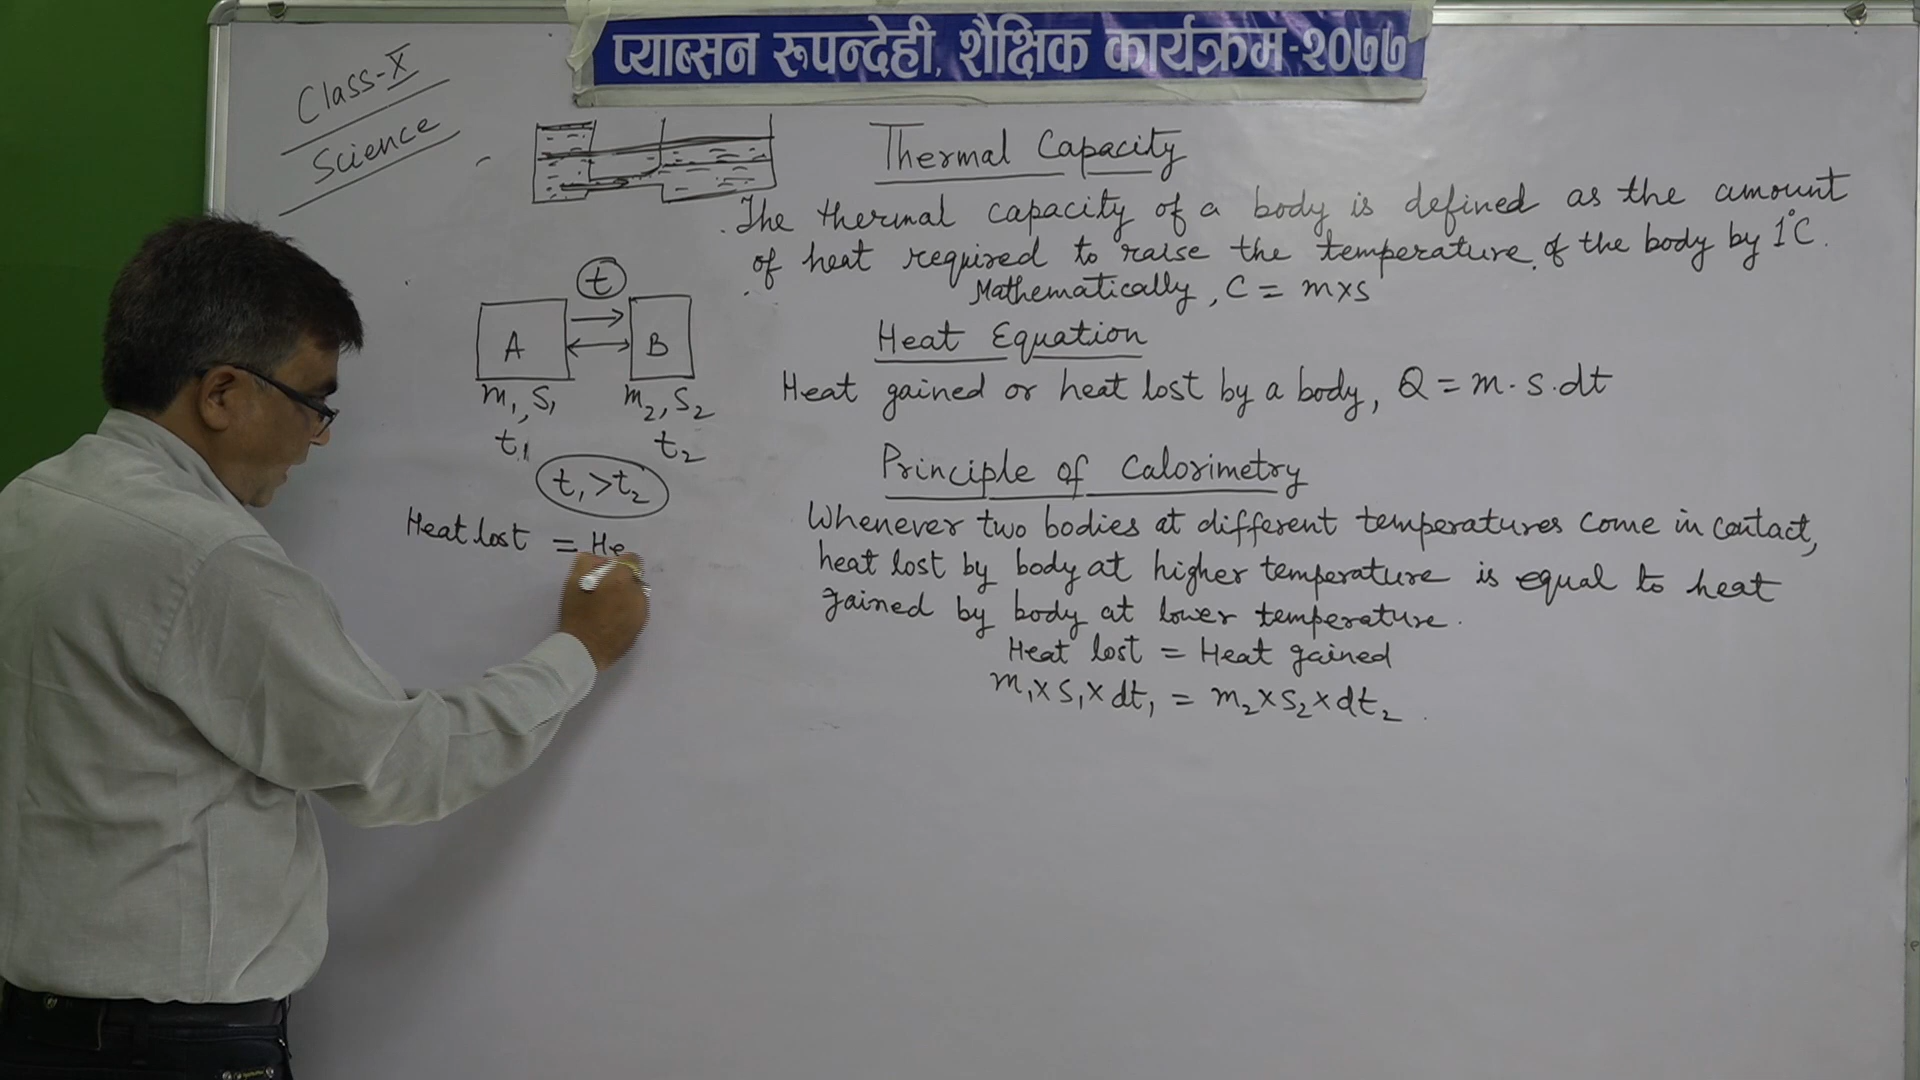 प्याब्सन रूपन्देही, शैक्षिक कार्यक्रम-२०७७
Class-X
Science
t
A
B
m₁, S₁
m₂, S₂
t₁
t₂
t₁>t₂
Heat lost = He
Thermal Capacity
The thermal capacity of a body is defined as the amount
of heat required to raise the temperature of the body by 1°C.
Mathematically, C = m×s
Heat Equation
Heat gained or heat lost by a body, Q = m·s·dt
Principle of Calorimetry
Whenever two bodies at different temperatures come in contact,
heat lost by body at higher temperature is equal to heat
gained by body at lower temperature.
Heat lost = Heat gained
m₁×s₁×dt₁ = m₂×s₂×dt₂